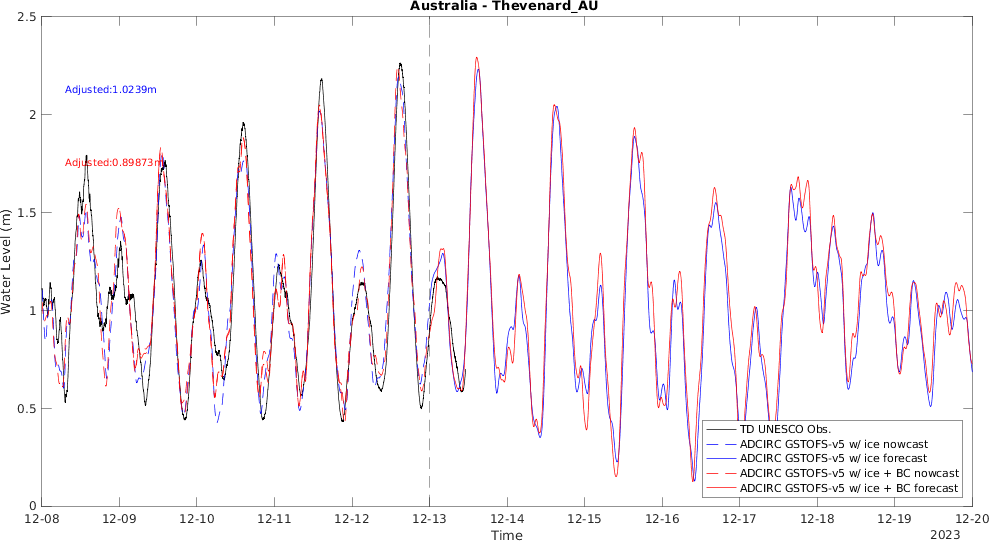 Australia - Thevenard_AU
Water Level (m)
2.5
2
1.5
1
0.5
0
Adjusted:1.0239m
Adjusted:0.89873m
TD UNESCO Obs.
ADCIRC GSTOFS-v5 w/ ice nowcast
ADCIRC GSTOFS-v5 w/ ice forecast
ADCIRC GSTOFS-v5 w/ ice + BC nowcast
ADCIRC GSTOFS-v5 w/ ice + BC forecast
12-08 12-09 12-10 12-11 12-12 12-13 12-14 12-15 12-16 12-17 12-18 12-19 12-20
Time
2023